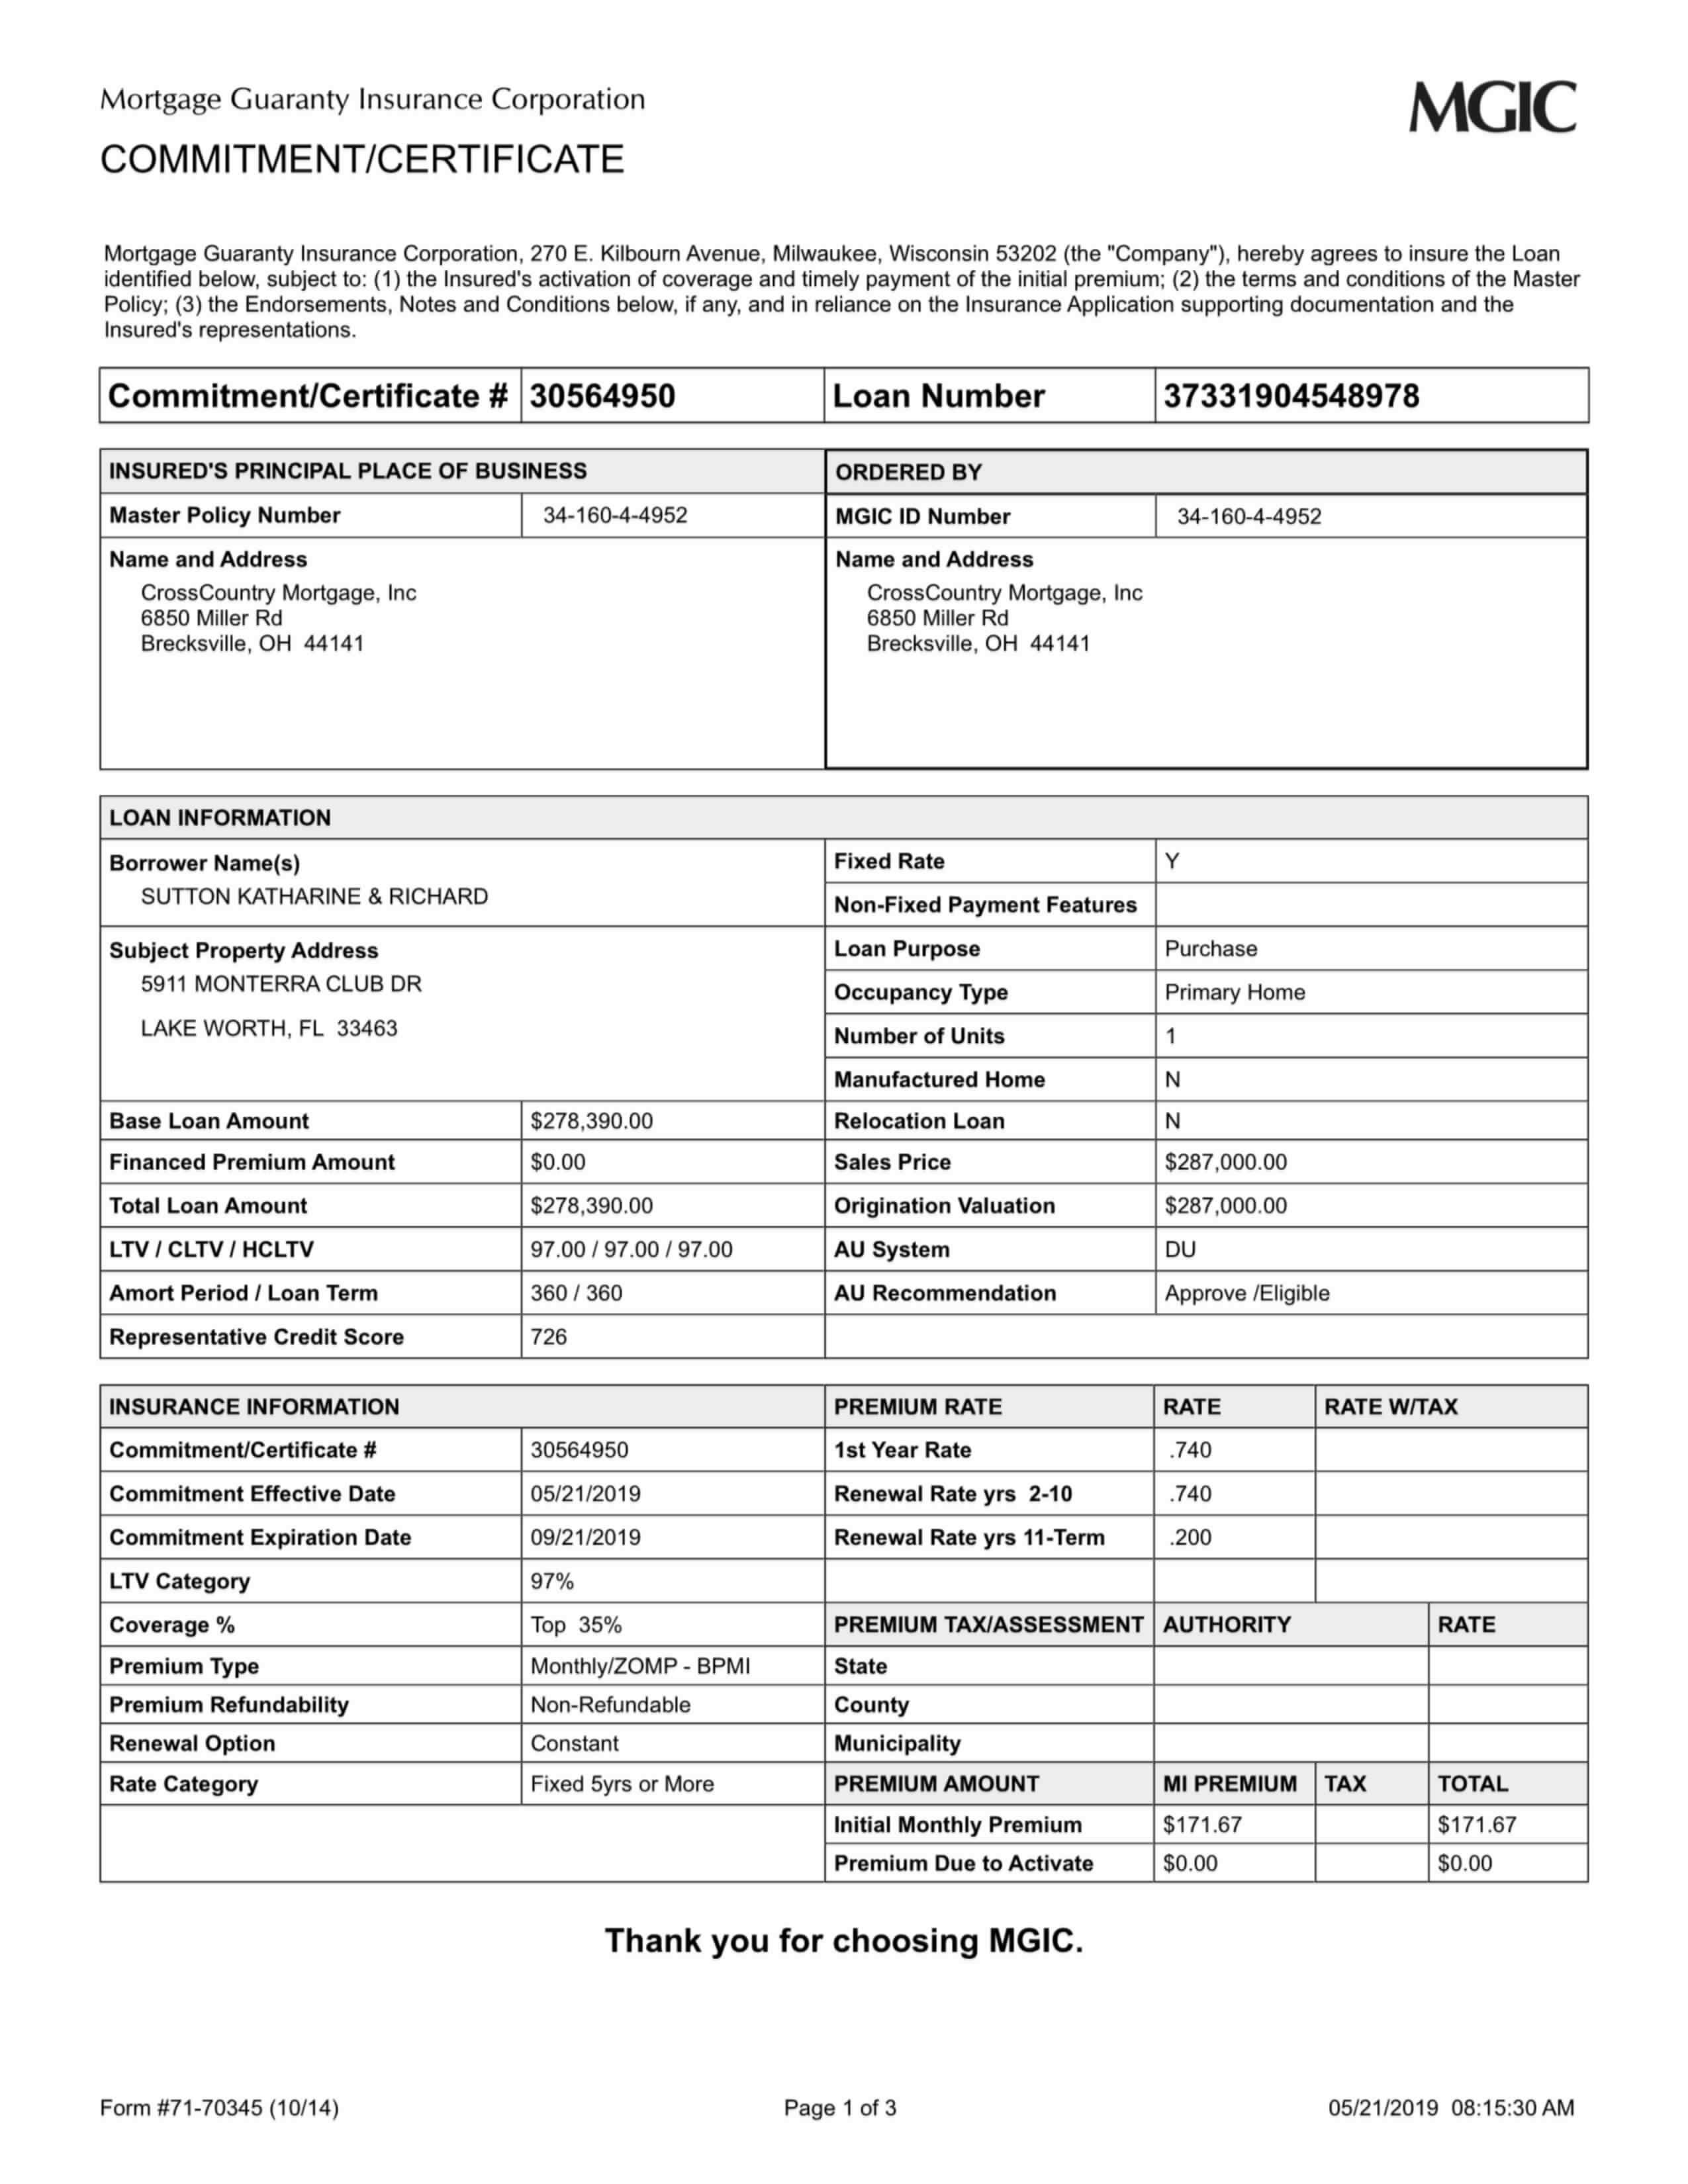 Mortgage Guaranty Insurance Corporation
MGIC
COMMITMENT/CERTIFICATE
Mortgage Guaranty Insurance Corporation, 270 E. Kilbourn Avenue, Milwaukee, Wisconsin 53202 (the "Company"), hereby agrees to insure the Loan
identified below, subject to: (1) the Insured's activation of coverage and timely payment of the initial premium; (2) the terms and conditions of the Master
Policy; (3) the Endorsements, Notes and Conditions below, if any, and in reliance on the Insurance Application supporting documentation and the
Insured's representations.
Commitment/Certificate # 30564950 Loan Number 37331904548978
INSURED'S PRINCIPAL PLACE OF BUSINESS
Master Policy Number 34-160-4-4952
Name and Address
CrossCountry Mortgage, Inc
6850 Miller Rd
Brecksville, OH 44141
ORDERED BY
MGIC ID Number 34-160-4-4952
Name and Address
CrossCountry Mortgage, Inc
6850 Miller Rd
Brecksville, OH 44141
LOAN INFORMATION
Borrower Name(s)
SUTTON KATHARINE & RICHARD
Subject Property Address
5911 MONTERRA CLUB DR
LAKE WORTH, FL 33463
Fixed Rate Y
Non-Fixed Payment Features
Loan Purpose Purchase
Occupancy Type Primary Home
Number of Units 1
Manufactured Home N
Base Loan Amount $278,390.00 Relocation Loan N
Financed Premium Amount $0.00 Sales Price $287,000.00
Total Loan Amount $278,390.00 Origination Valuation $287,000.00
LTV / CLTV / HCLTV 97.00 / 97.00 / 97.00 AU System DU
Amort Period / Loan Term 360 / 360 AU Recommendation Approve /Eligible
Representative Credit Score 726
INSURANCE INFORMATION PREMIUM RATE RATE RATE W/TAX
Commitment/Certificate # 30564950 1st Year Rate .740
Commitment Effective Date 05/21/2019 Renewal Rate yrs 2-10 .740
Commitment Expiration Date 09/21/2019 Renewal Rate yrs 11-Term .200
LTV Category 97%
Coverage % Top 35% PREMIUM TAX/ASSESSMENT AUTHORITY RATE
Premium Type Monthly/ZOMP - BPMI State
Premium Refundability Non-Refundable County
Renewal Option Constant Municipality
Rate Category Fixed 5yrs or More PREMIUM AMOUNT MI PREMIUM TAX TOTAL
Initial Monthly Premium $171.67 $171.67
Premium Due to Activate $0.00 $0.00
Thank you for choosing MGIC.
Form #71-70345 (10/14) Page 1 of 3 05/21/2019 08:15:30 AM